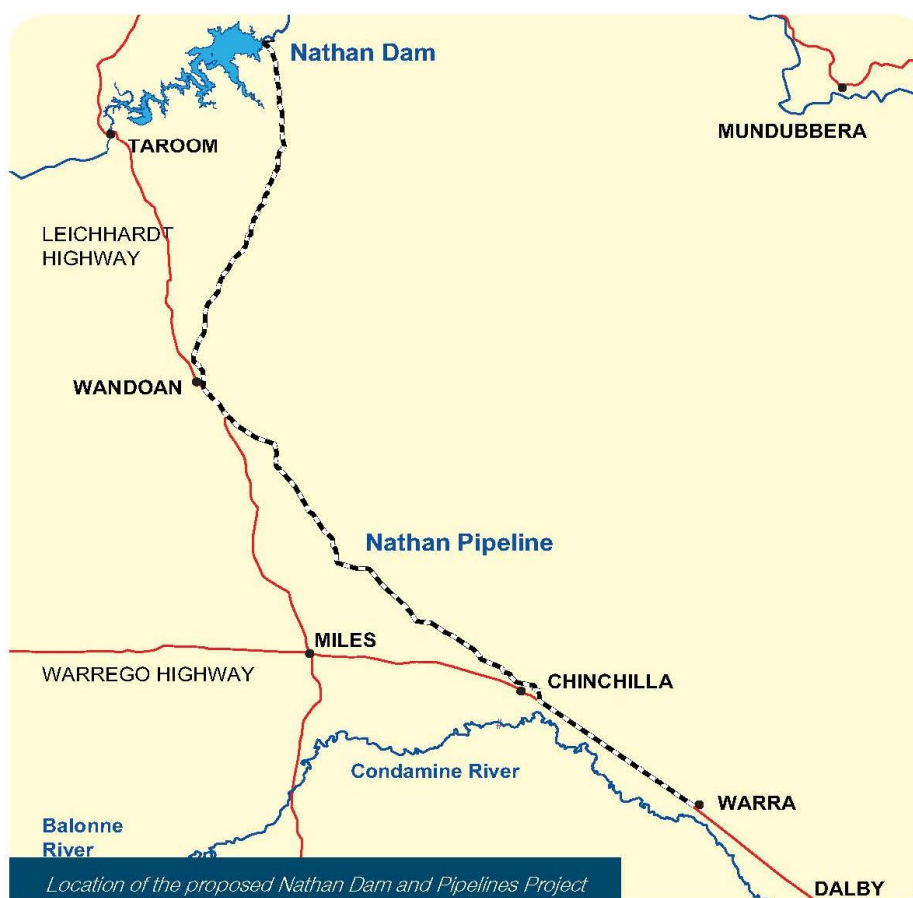 Nathan Dam
MUNDUBBERA
TAROOM
LEICHHARDT
HIGHWAY
WANDOAN
Nathan Pipeline
MILES
WARREGO HIGHWAY
CHINCHILLA
Condamine River
WARRA
Balonne
River
DALBY
Location of the proposed Nathan Dam and Pipelines Project